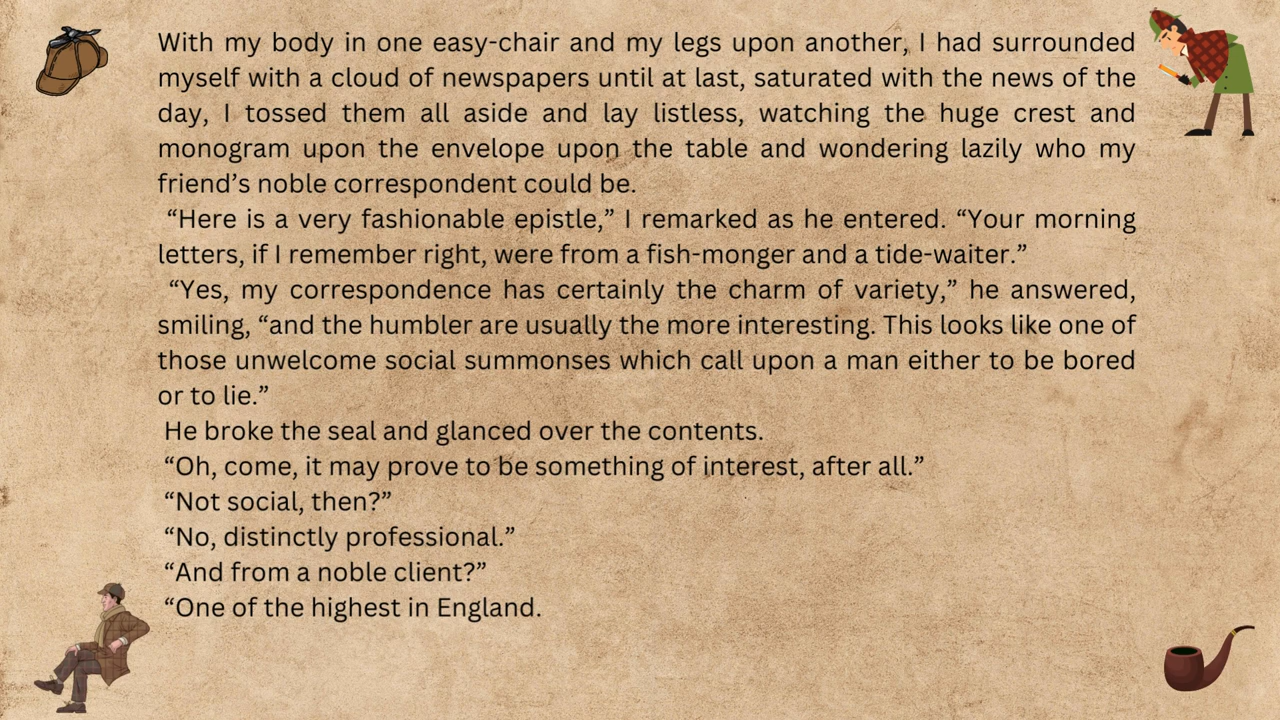 With my body in one easy-chair and my legs upon another, I had surrounded
myself with a cloud of newspapers until at last, saturated with the news of the
day, I tossed them all aside and lay listless, watching the huge crest and
monogram upon the envelope upon the table and wondering lazily who my
friend’s noble correspondent could be.
“Here is a very fashionable epistle,” I remarked as he entered. “Your morning
letters, if I remember right, were from a fish-monger and a tide-waiter.”
“Yes, my correspondence has certainly the charm of variety,” he answered,
smiling, “and the humbler are usually the more interesting. This looks like one of
those unwelcome social summonses which call upon a man either to be bored
or to lie.”
He broke the seal and glanced over the contents.
“Oh, come, it may prove to be something of interest, after all.”
“Not social, then?”
“No, distinctly professional.”
“And from a noble client?”
“One of the highest in England.